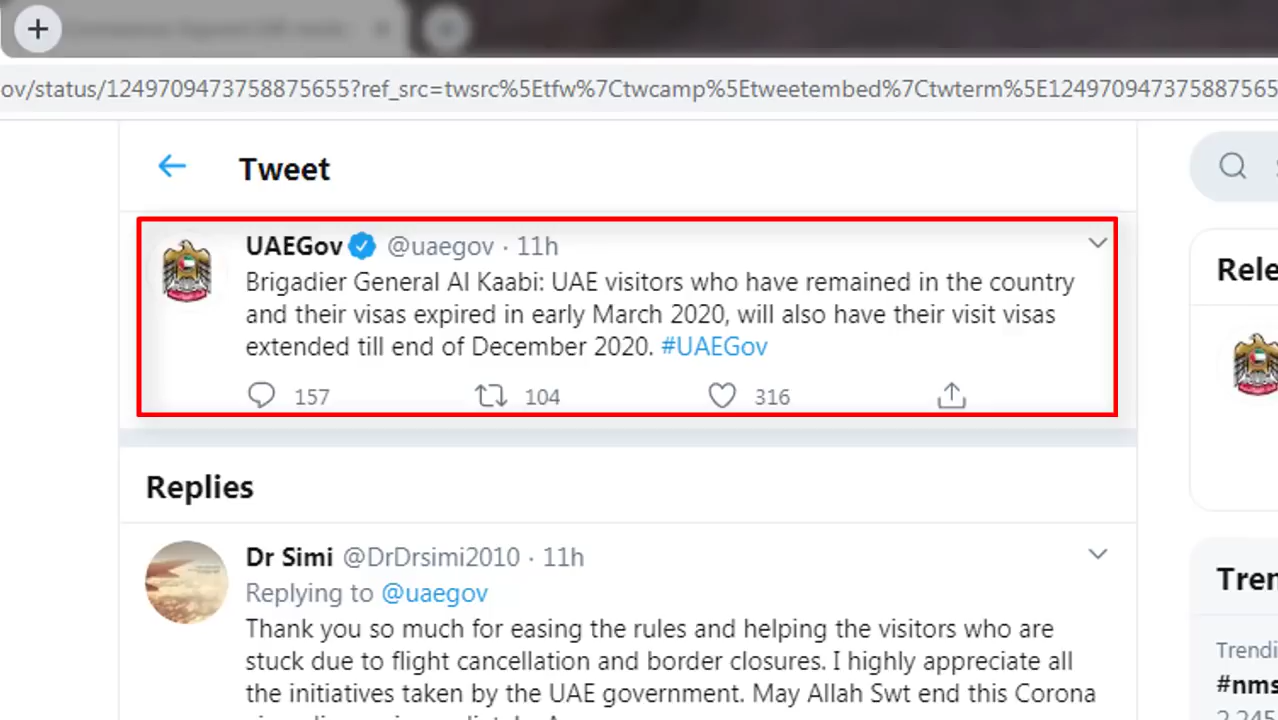 ov/status/1249709473758875655?ref_src=twsrc%5Etfw%7Ctwcamp%5Etweetembed%7Ctwterm%5E124970947375887565
Tweet
UAEGov @uaegov · 11h
Brigadier General Al Kaabi: UAE visitors who have remained in the country
and their visas expired in early March 2020, will also have their visit visas
extended till end of December 2020. #UAEGov
157 104 316
Replies
Dr Simi @DrDrsimi2010 · 11h
Replying to @uaegov
Thank you so much for easing the rules and helping the visitors who are
stuck due to flight cancellation and border closures. I highly appreciate all
the initiatives taken by the UAE government. May Allah Swt end this Corona
Rele
Tren
Trendi
#nms
2,245